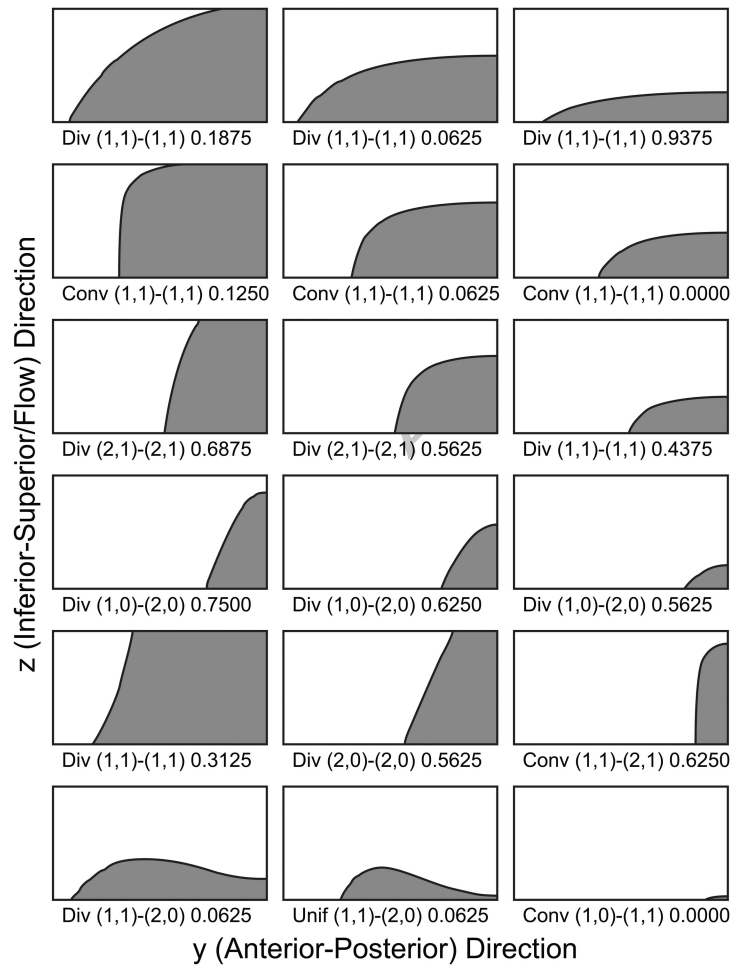 Div (1,1)-(1,1) 0.1875
Div (1,1)-(1,1) 0.0625
Div (1,1)-(1,1) 0.9375
Conv (1,1)-(1,1) 0.1250
Conv (1,1)-(1,1) 0.0625
Conv (1,1)-(1,1) 0.0000
Div (2,1)-(2,1) 0.6875
Div (2,1)-(2,1) 0.5625
Div (1,1)-(1,1) 0.4375
Div (1,0)-(2,0) 0.7500
Div (1,0)-(2,0) 0.6250
Div (1,0)-(2,0) 0.5625
Div (1,1)-(1,1) 0.3125
Div (2,0)-(2,0) 0.5625
Conv (1,1)-(2,1) 0.6250
Div (1,1)-(2,0) 0.0625
Unif (1,1)-(2,0) 0.0625
Conv (1,0)-(1,1) 0.0000
z (Inferior-Superior/Flow) Direction
y (Anterior-Posterior) Direction